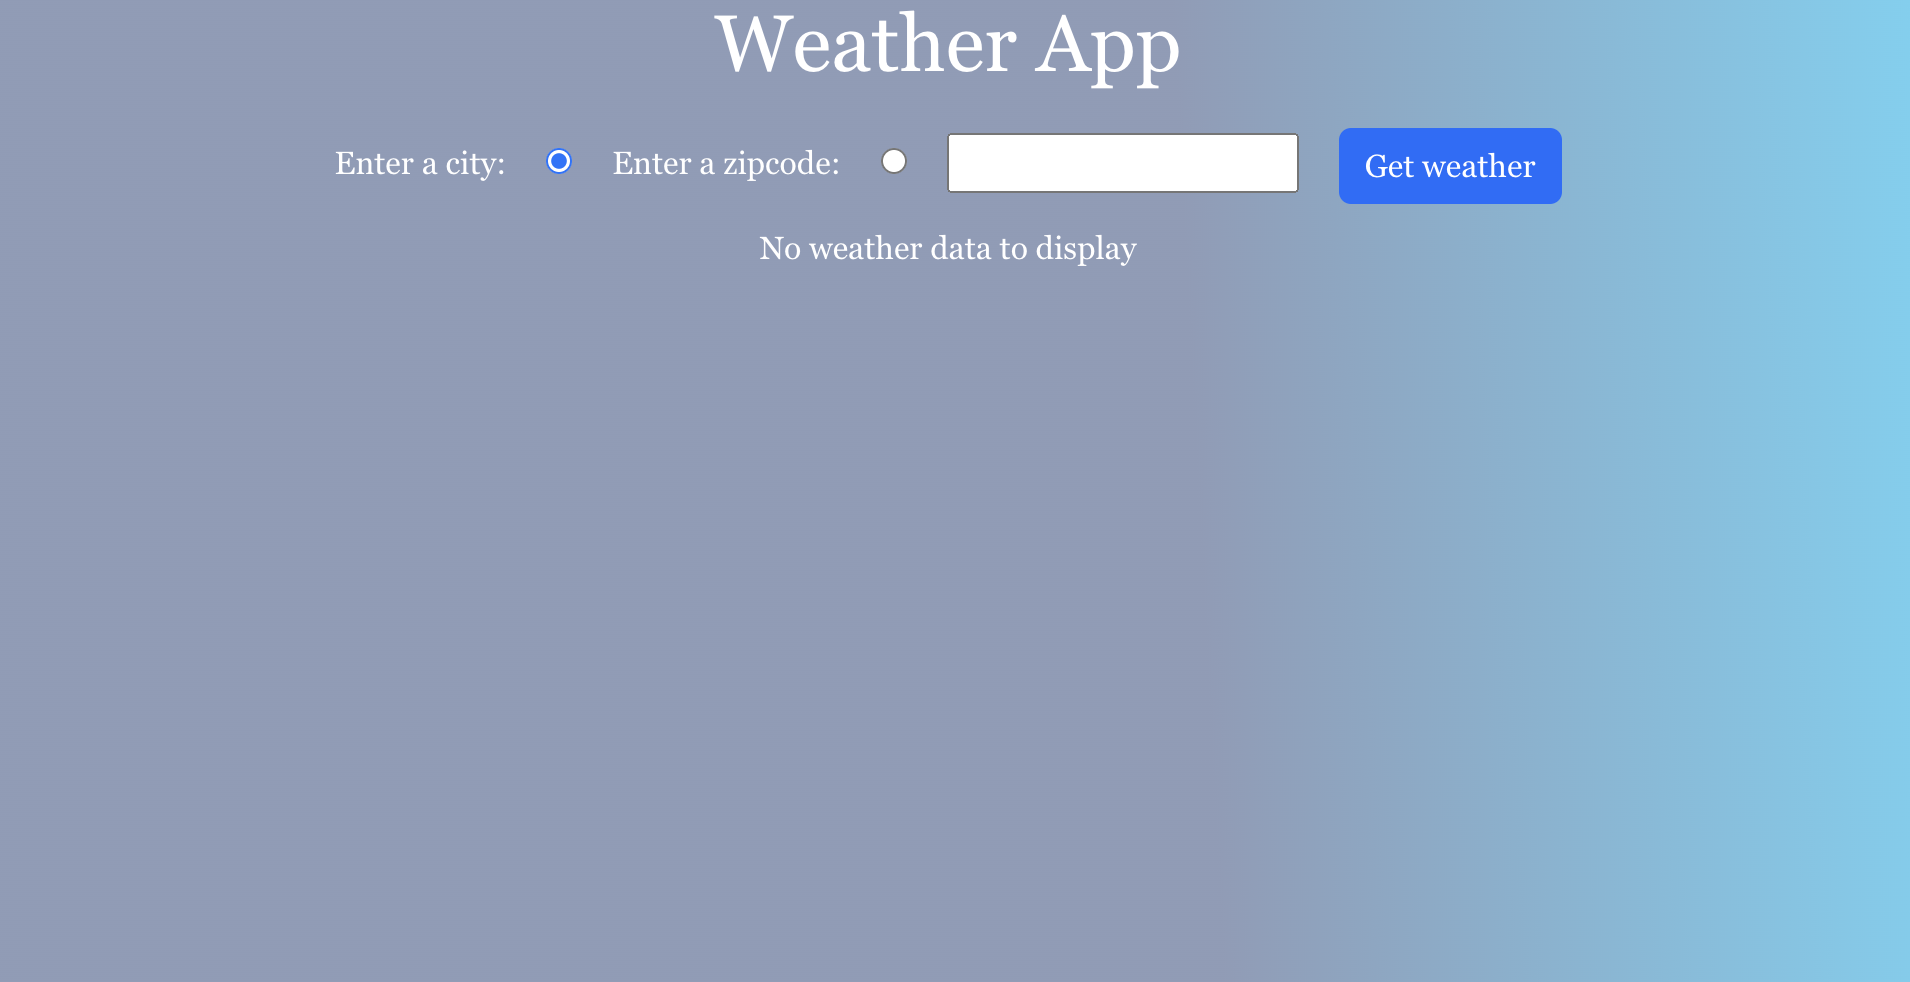 Weather App
Enter a city: Enter a zipcode: Get weather
No weather data to display